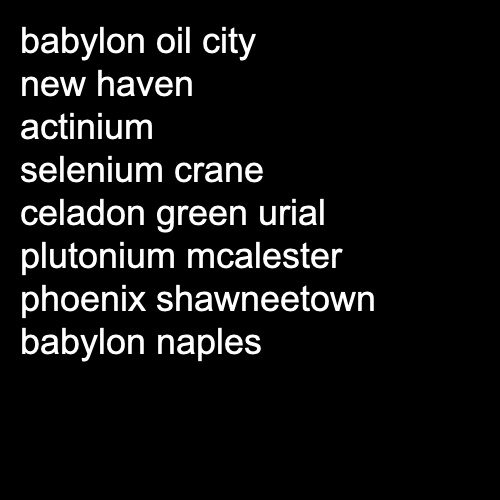 babylon oil city
new haven
actinium
selenium crane
celadon green urial
plutonium mcalester
phoenix shawneetown
babylon naples